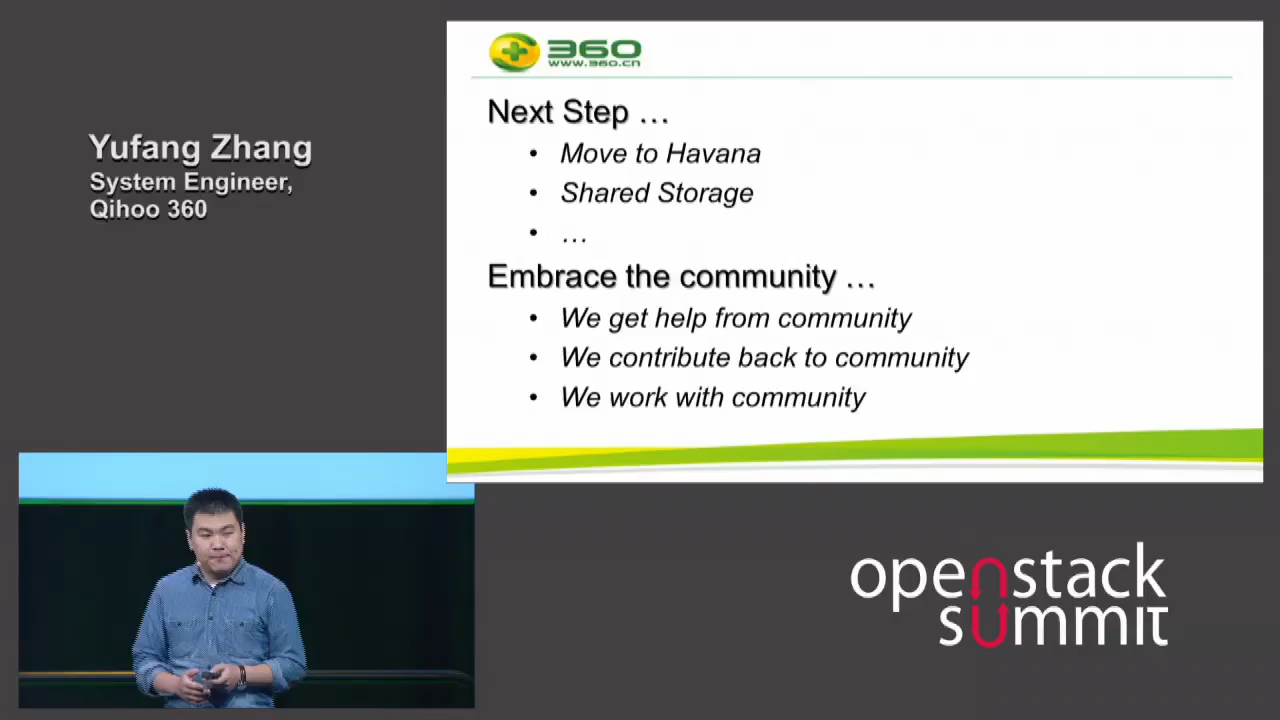 360
www.360.cn
Yufang Zhang
System Engineer,
Qihoo 360
Next Step …
• Move to Havana
• Shared Storage
• …
Embrace the community …
• We get help from community
• We contribute back to community
• We work with community
openstack
summit